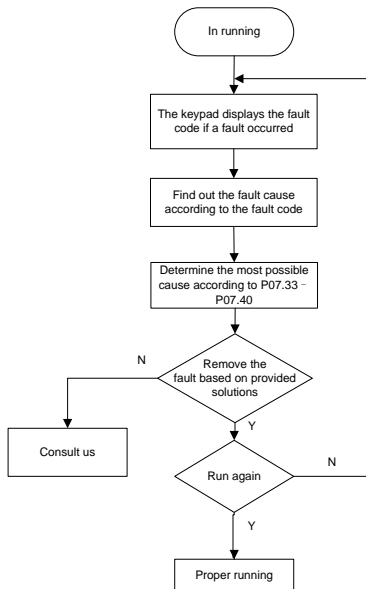 In running
The keypad displays the fault
code if a fault occurred
Find out the fault cause
according to the fault code
Determine the most possible
cause according to P07.33–
P07.40
N
Remove the
fault based on provided
solutions
Y
Consult us
Run again
N
Y
Proper running